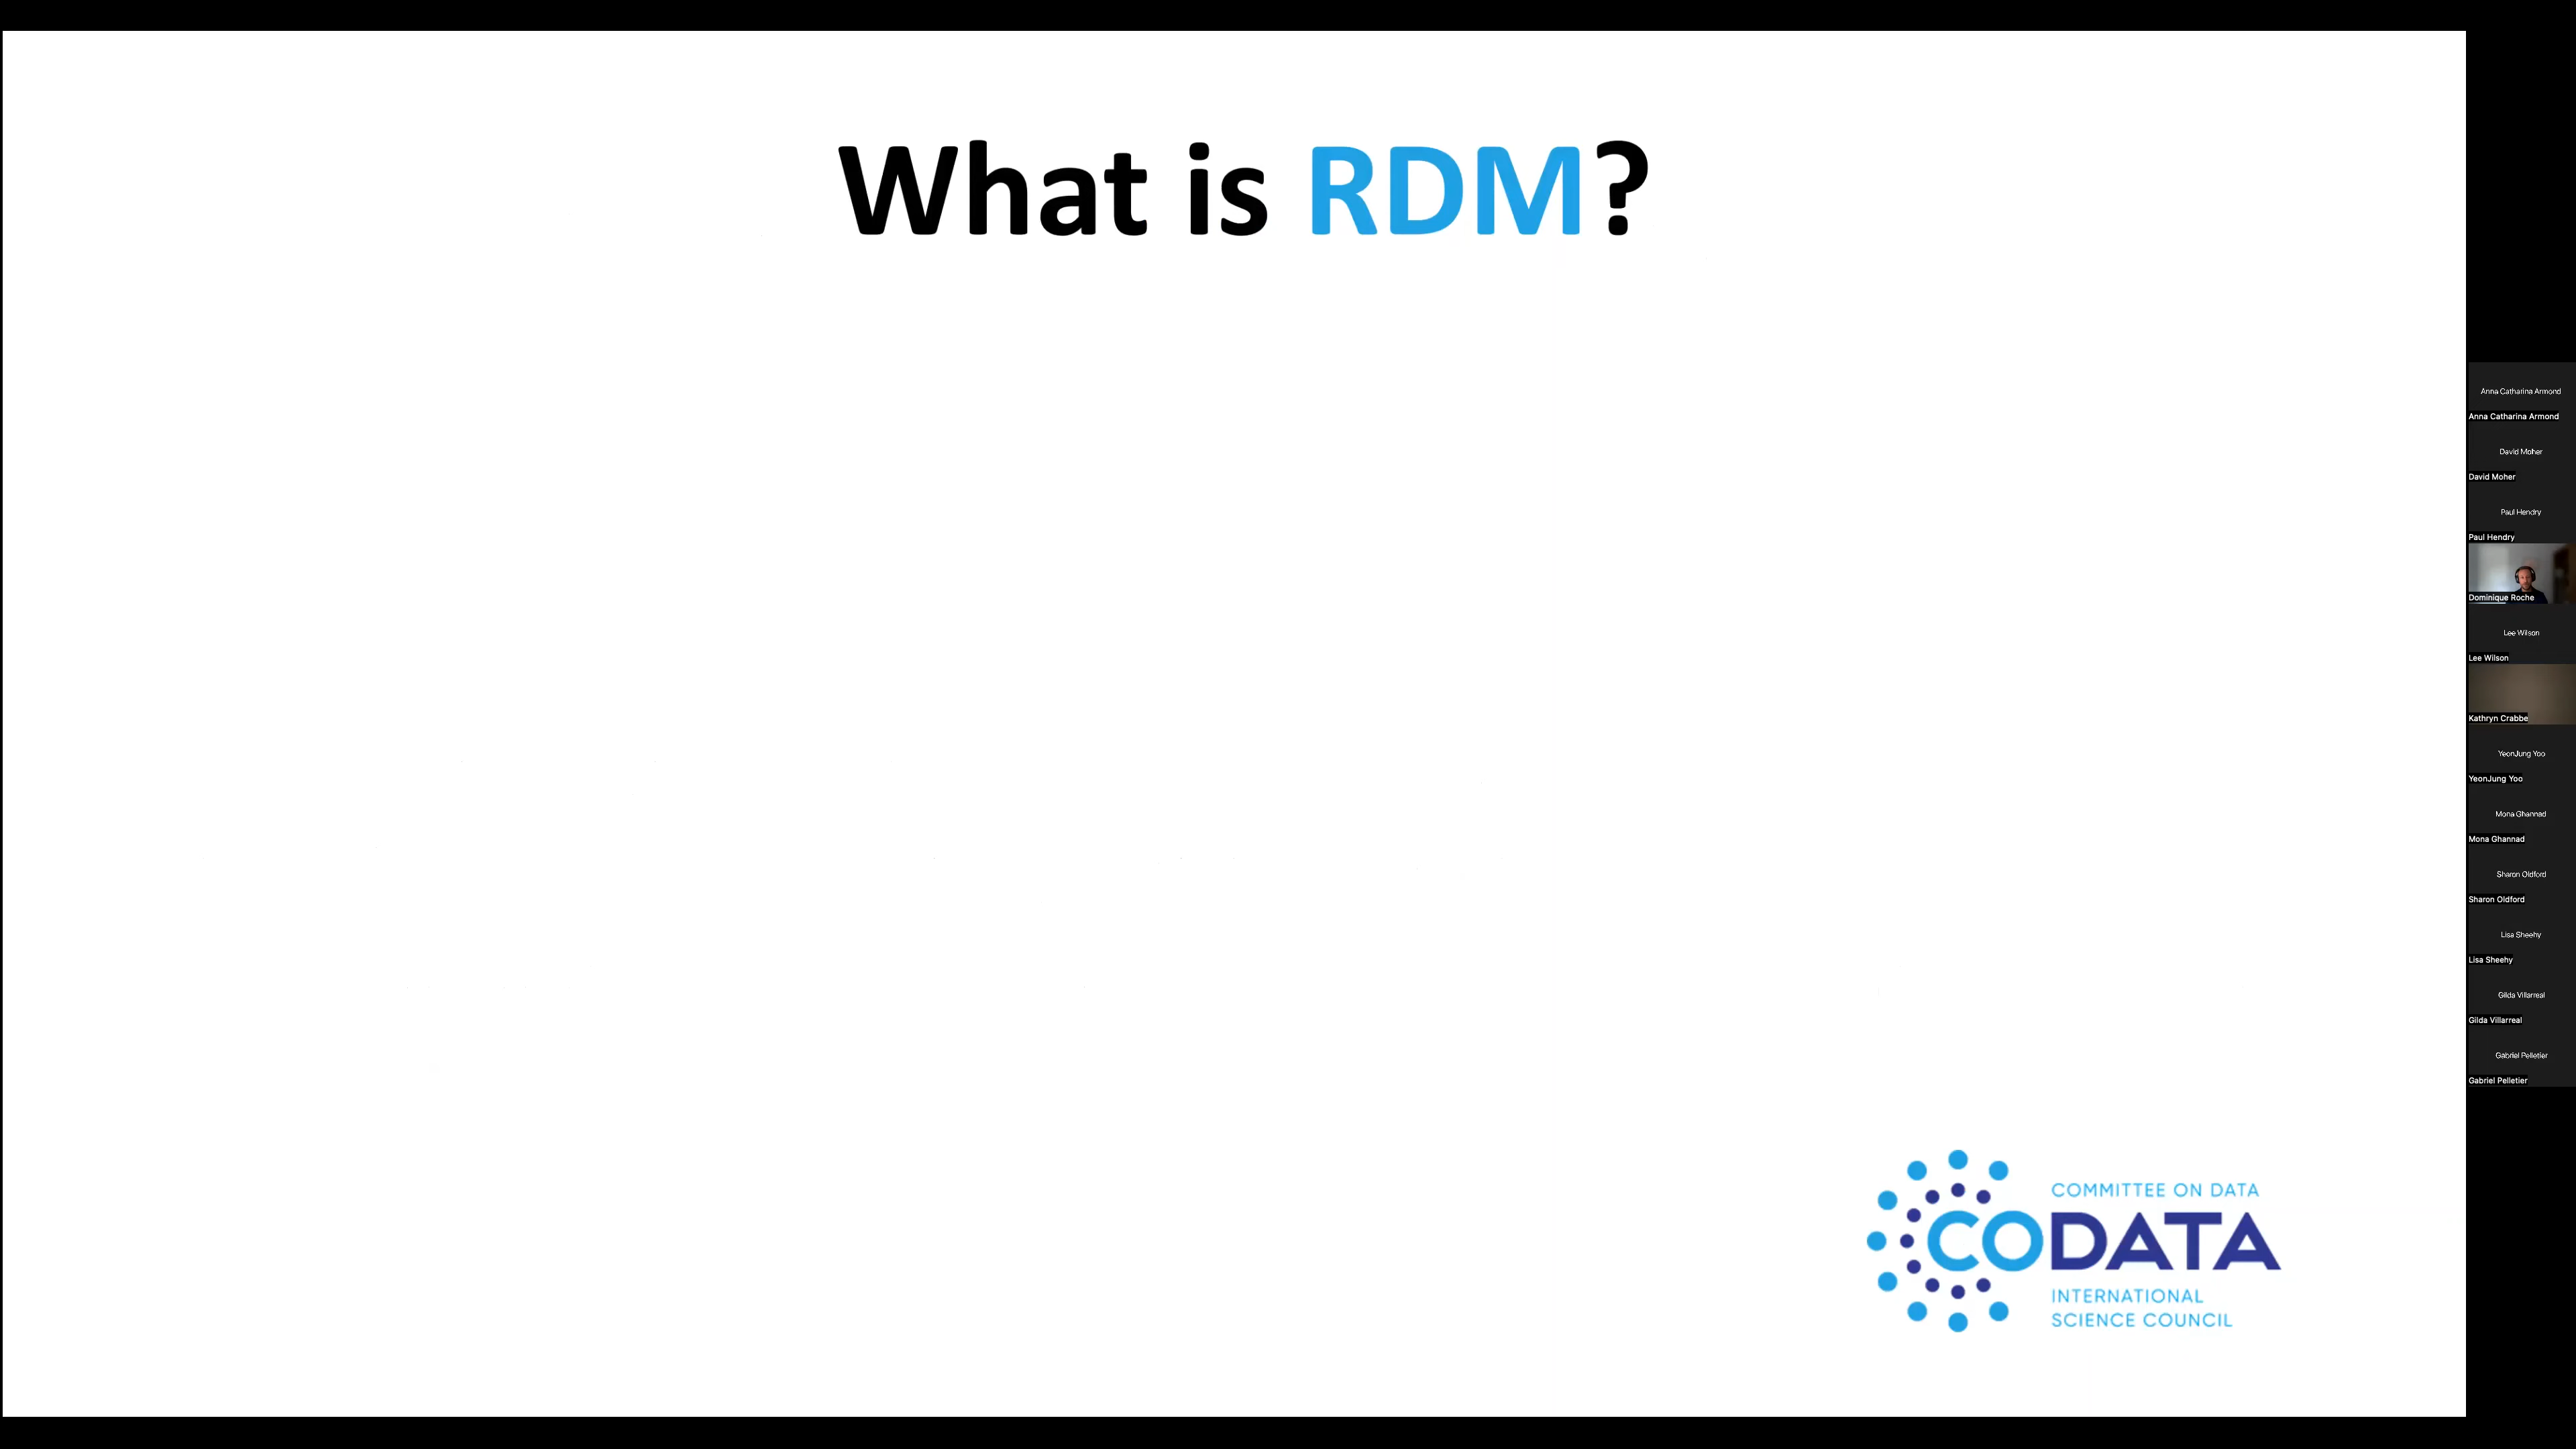 What is RDM?
COMMITTEE ON DATA
CODATA
INTERNATIONAL
SCIENCE COUNCIL
Anna Catharina Armond
Anna Catharina Armond
David Moher
David Moher
Paul Hendry
Paul Hendry
Dominique Roche
Lee Wilson
Lee Wilson
Kathryn Crabbe
YeonJung Yoo
YeonJung Yoo
Mona Ghannad
Mona Ghannad
Sharon Oldford
Sharon Oldford
Lisa Sheehy
Lisa Sheehy
Gilda Villarreal
Gilda Villarreal
Gabriel Pelletier
Gabriel Pelletier